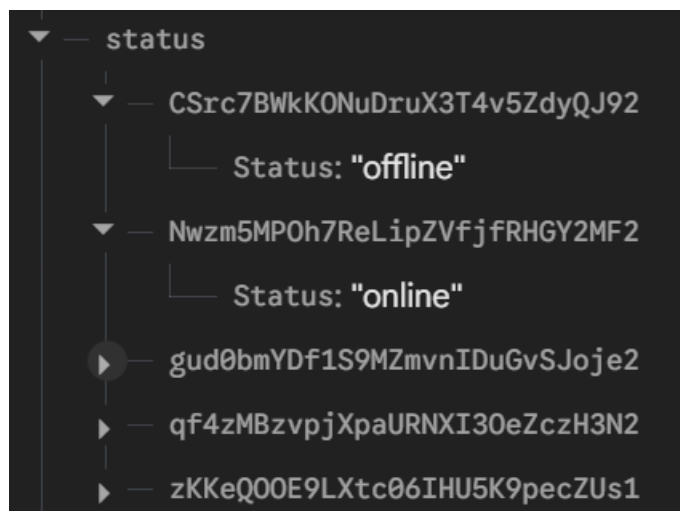 status
CSrc7BWkKONuDruX3T4v5ZdyQJ92
Status: "offline"
Nwzm5MPOh7ReLipZVfjfRHGY2MF2
Status: "online"
gud0bmYDf1S9MZmvnIDuGvSJoje2
qf4zMBzvpjXpaURNXI3OeZczH3N2
zKKeQOOE9LXtc06IHU5K9pecZUs1